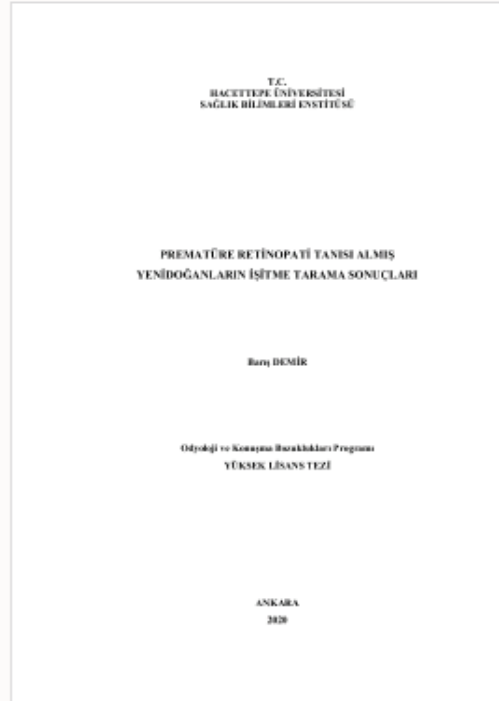 T.C.
HACETTEPE ÜNİVERSİTESİ
SAĞLIK BİLİMLERİ ENSTİTÜSÜ
PREMATÜRE RETİNOPATİ TANISI ALMIŞ
YENİDOĞANLARIN İŞİTME TARAMA SONUÇLARI
Barış DEMİR
Odyoloji ve Konuşma Bozuklukları Programı
YÜKSEK LİSANS TEZİ
ANKARA
2020